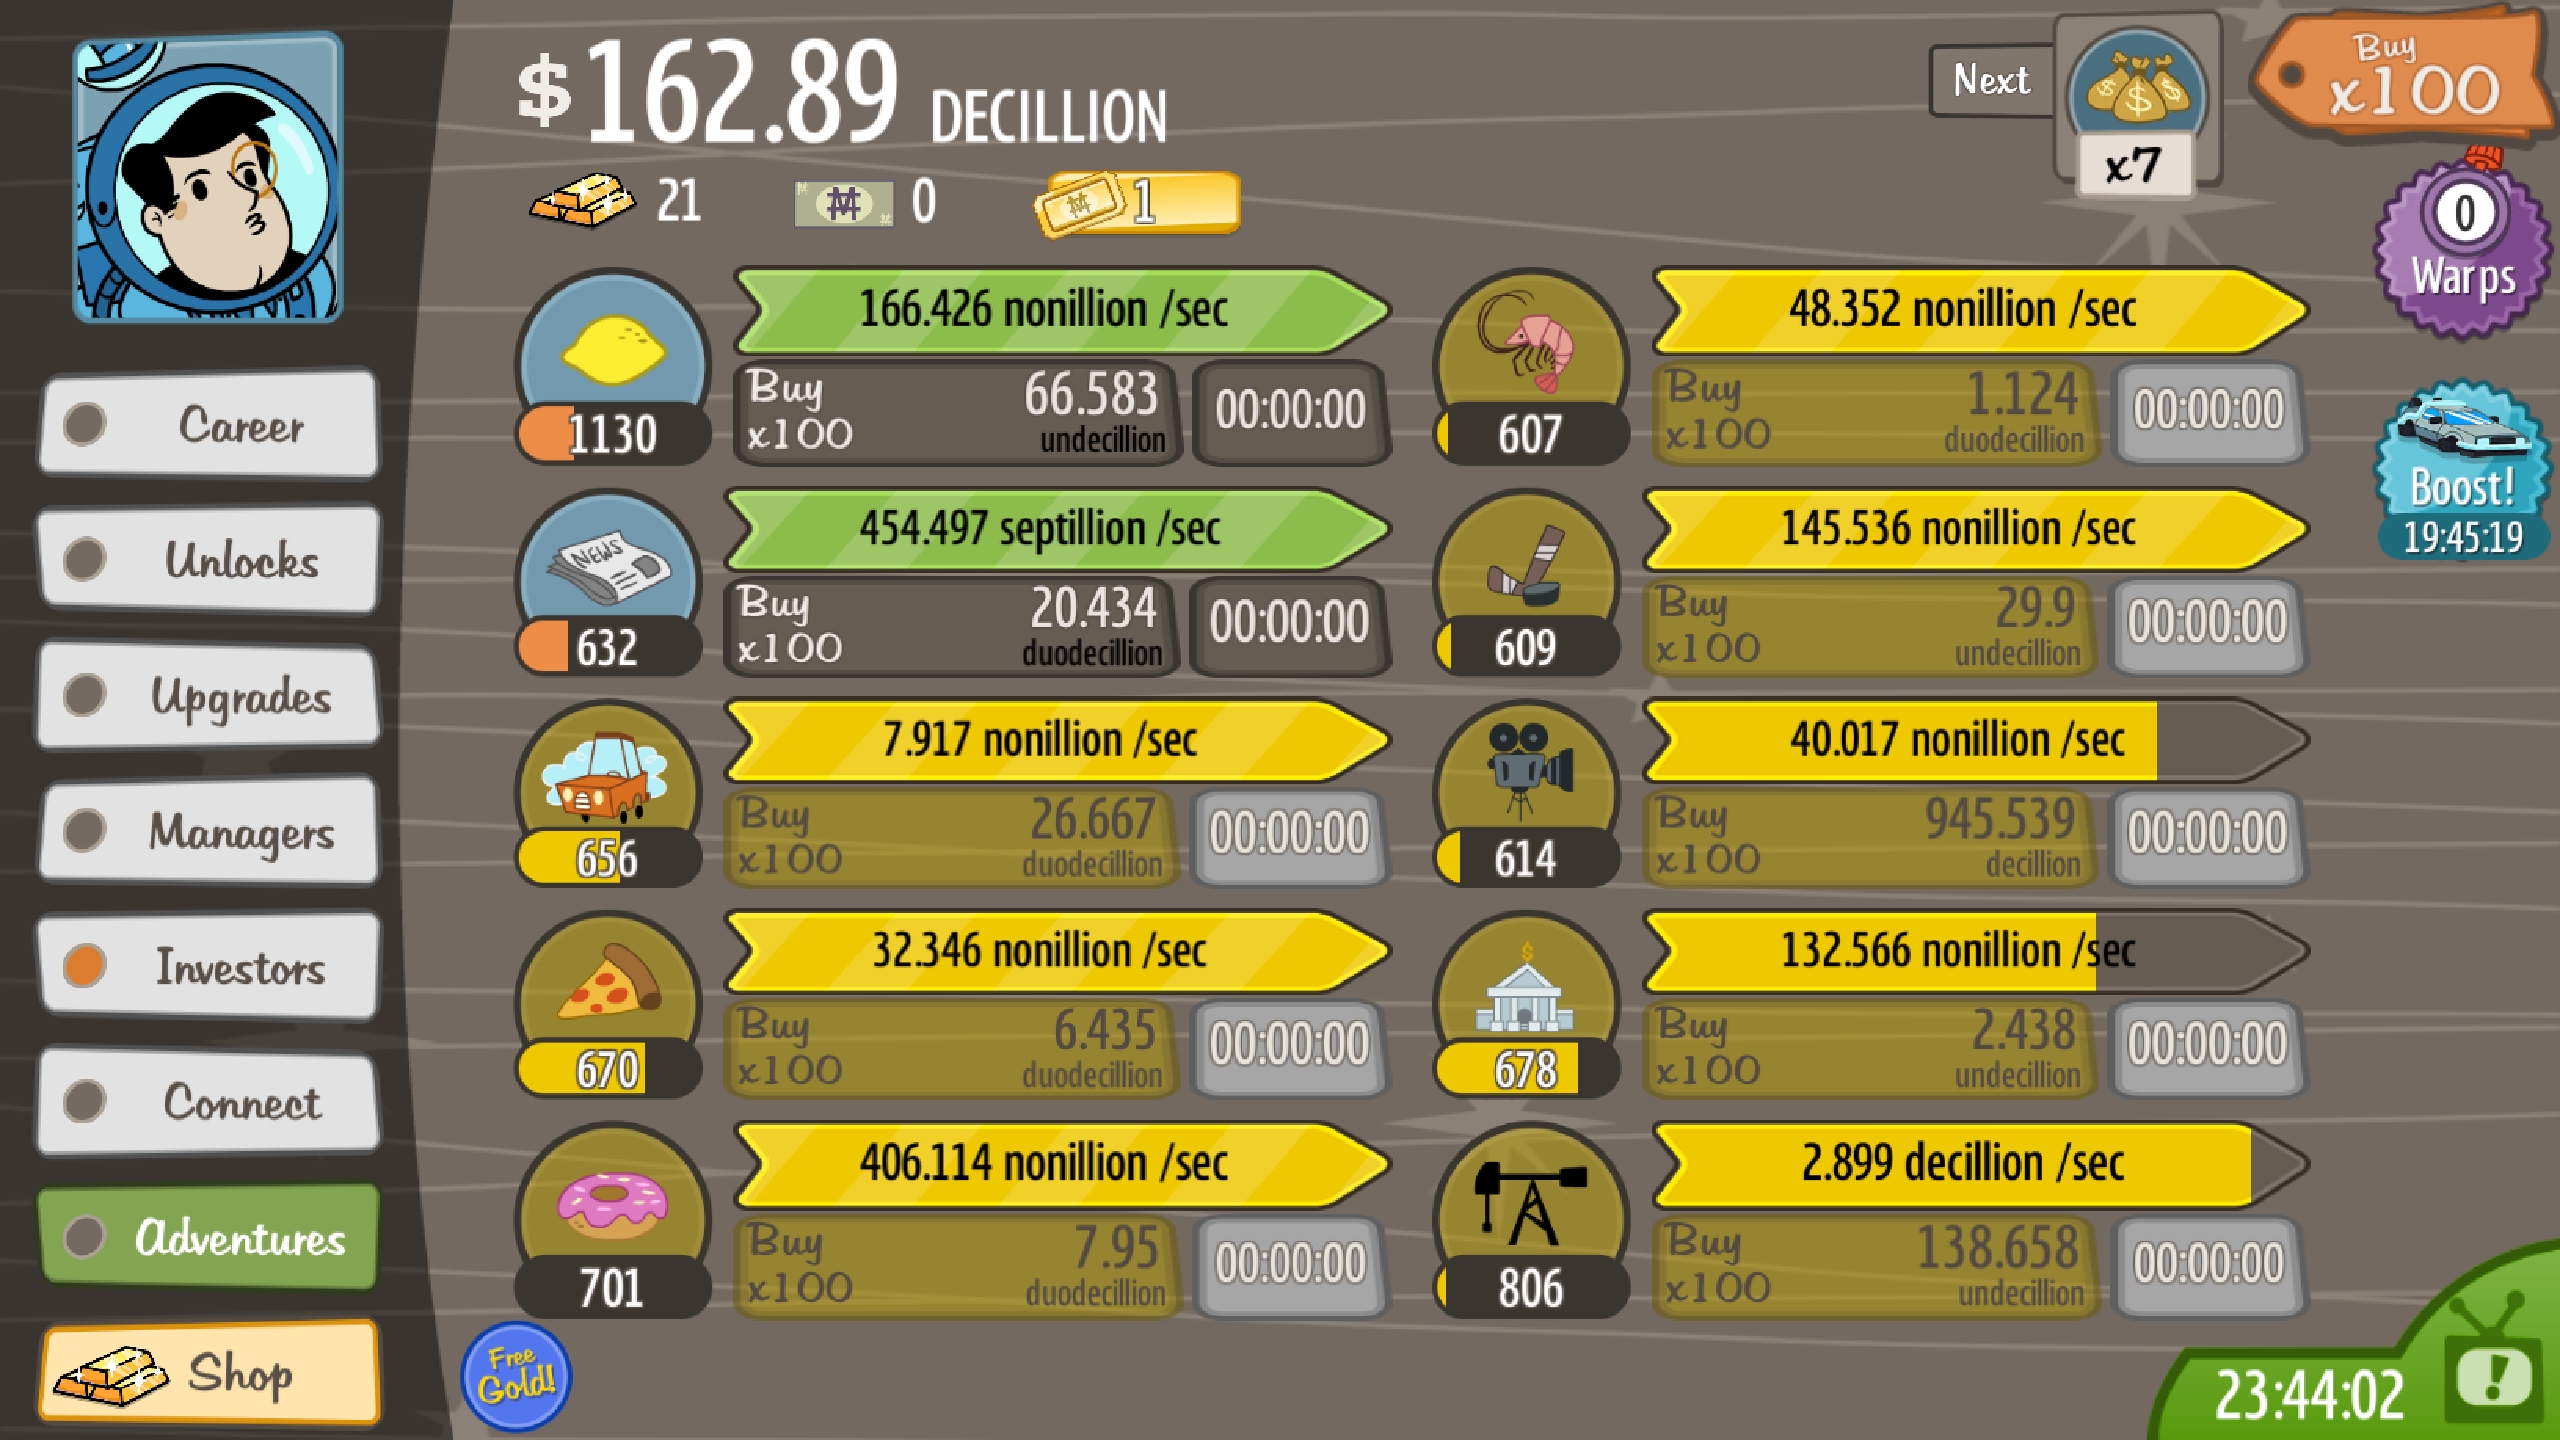 $162.89 DECILLION
21
0
1
Next
x7
Buy
x100
0
Warps
Boost!
19:45:19
Career
Unlocks
Upgrades
Managers
Investors
Connect
Adventures
Shop
Free
Gold!
166.426 nonillion /sec
1130
Buy
x100
66.583
undecillion
00:00:00
NEWS
454.497 septillion /sec
632
Buy
x100
20.434
duodecillion
00:00:00
7.917 nonillion /sec
656
Buy
x100
26.667
duodecillion
00:00:00
32.346 nonillion /sec
670
Buy
x100
6.435
duodecillion
00:00:00
406.114 nonillion /sec
701
Buy
x100
7.95
duodecillion
00:00:00
48.352 nonillion /sec
607
Buy
x100
1.124
duodecillion
00:00:00
145.536 nonillion /sec
609
Buy
x100
29.9
undecillion
00:00:00
40.017 nonillion /sec
614
Buy
x100
945.539
decillion
00:00:00
132.566 nonillion /sec
678
Buy
x100
2.438
undecillion
00:00:00
2.899 decillion /sec
806
Buy
x100
138.658
undecillion
00:00:00
23:44:02